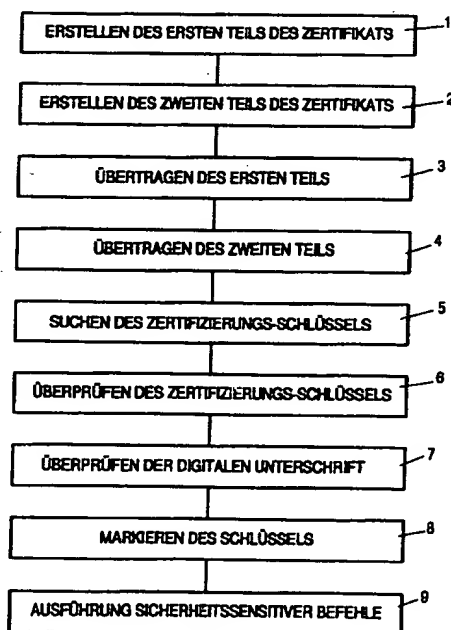 ERSTELLEN DES ERSTEN TEILS DES ZERTIFIKATS 1
ERSTELLEN DES ZWEITEN TEILS DES ZERTIFIKATS 2
ÜBERTRAGEN DES ERSTEN TEILS 3
ÜBERTRAGEN DES ZWEITEN TEILS 4
SUCHEN DES ZERTIFIZIERUNGS-SCHLÜSSELS 5
ÜBERPRÜFEN DES ZERTIFIZIERUNGS-SCHLÜSSELS 6
ÜBERPRÜFEN DER DIGITALEN UNTERSCHRIFT 7
MARKIEREN DES SCHLÜSSELS 8
AUSFÜHRUNG SICHERHEITSSENSITIVER BEFEHLE 9